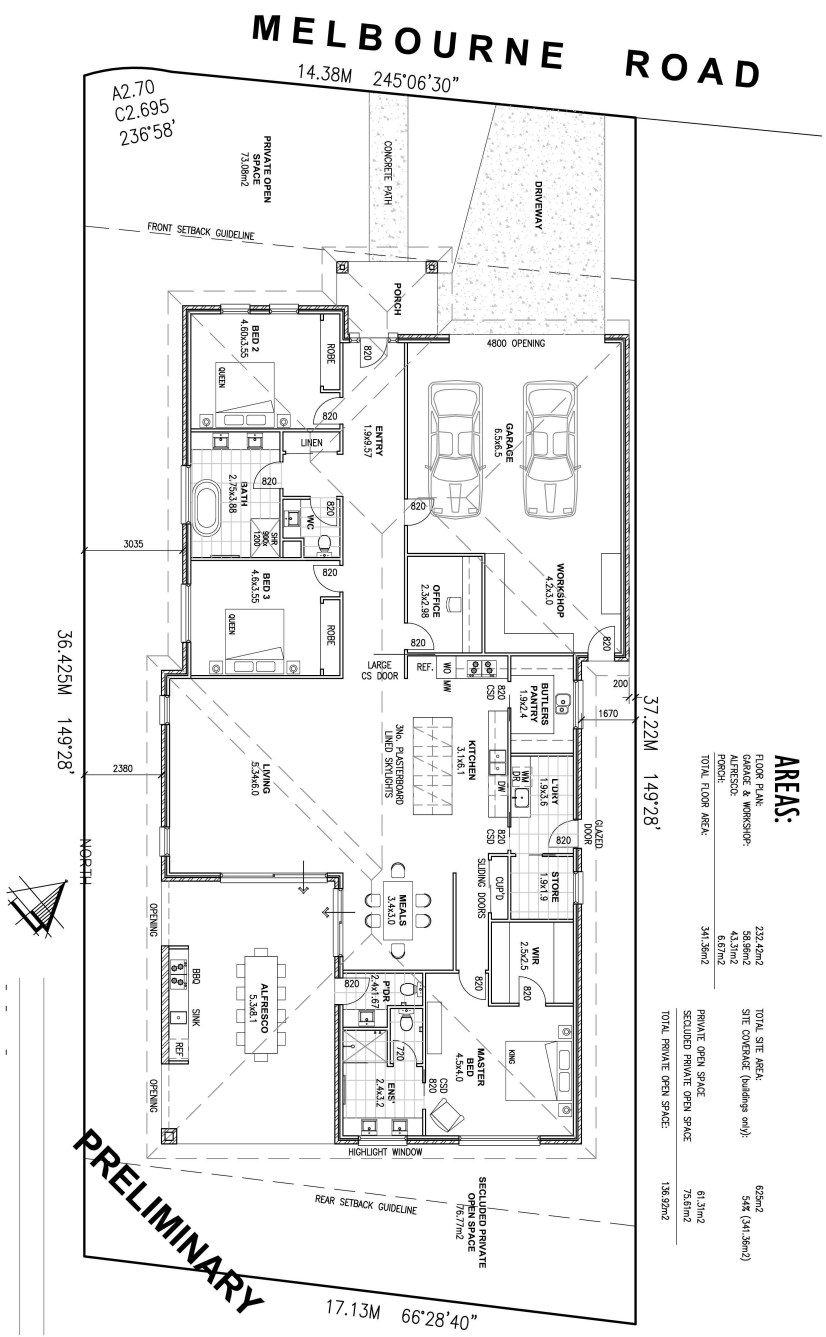 MELBOURNE ROAD
14.38M 245°06'30"
A2.70
C2.695
236°58'
PRIVATE OPEN
SPACE
73.08m2
CONCRETE PATH
DRIVEWAY
FRONT SETBACK GUIDELINE
PORCH
4800 OPENING
BED 2
4.60x3.55
ROBE
QUEEN
820
820
ENTRY
1.9x9.57
GARAGE
6.5x6.5
LINEN
BATH
2.75x3.88
820
820
WC
SHR
900x
1200
820
3035
BED 3
4.6x3.55
QUEEN
ROBE
820
OFFICE
2.3x2.98
820
WORKSHOP
4.2x3.0
820
LARGE
CS DOOR
REF.
WO
MW
820
CSD
BUTLERS
PANTRY
1.9x2.4
200
1670
37.22M 149°28'
36.425M 149°28'
2380
NORTH
LIVING
5.34x6.0
3No. PLASTERBOARD
LINED SKYLIGHTS
KITCHEN
3.1x6.1
DW
WM
DR
L'DRY
1.9x3.6
820
GLAZED
DOOR
820
CSD
SLIDING DOORS
CUP'D
STORE
1.9x1.9
MEALS
3.4x3.0
WIR
2.5x2.5
820
820
OPENING
BBQ
SINK
REF
OPENING
ALFRESCO
5.3x8.1
820
P'DR
2.4x1.67
720
ENS'
2.4x3.2
820
CSD
MASTER
BED
4.5x4.0
KING
HIGHLIGHT WINDOW
REAR SETBACK GUIDELINE
SECLUDED PRIVATE
OPEN SPACE
76.77m2
PRELIMINARY
17.13M 66°28'40"
AREAS:
FLOOR PLAN: 232.42m2
GARAGE & WORKSHOP: 58.96m2
ALFRESCO: 43.31m2
PORCH: 6.67m2
TOTAL FLOOR AREA: 341.36m2
TOTAL SITE AREA: 625m2
SITE COVERAGE (buildings only): 54% (341.36m2)
PRIVATE OPEN SPACE 61.31m2
SECLUDED PRIVATE OPEN SPACE 75.61m2
TOTAL PRIVATE OPEN SPACE: 136.92m2